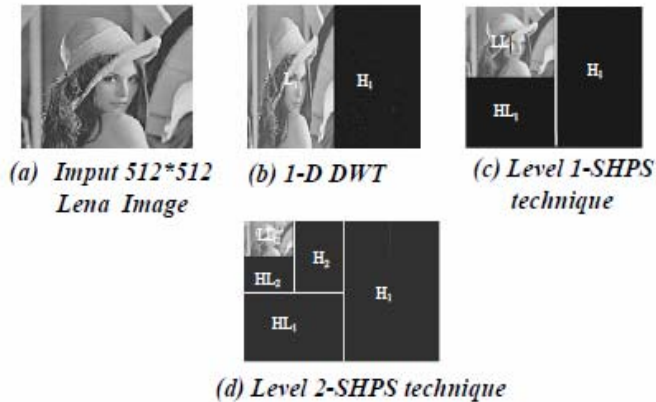 L₁
H₁
LL₁
H₁
HL₁
(a) Imput 512*512
Lena Image
(b) 1-D DWT
(c) Level 1-SHPS
technique
LL₂
HL₂
H₂
H₁
HL₁
(d) Level 2-SHPS technique